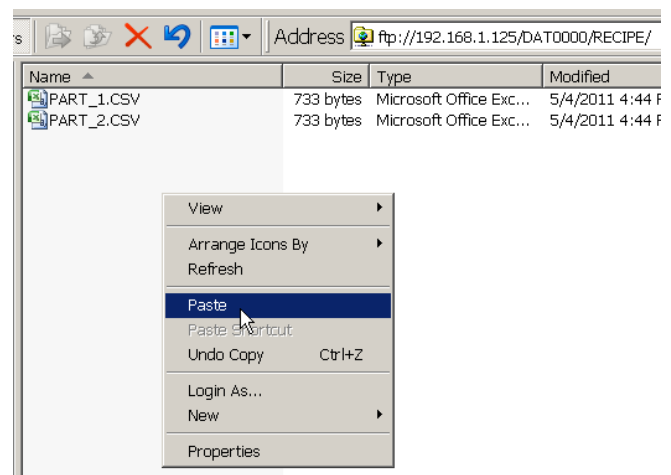 s Address ftp://192.168.1.125/DAT0000/RECIPE/
Name Size Type Modified
PART_1.CSV 733 bytes Microsoft Office Exc... 5/4/2011 4:44
PART_2.CSV 733 bytes Microsoft Office Exc... 5/4/2011 4:44
View
Arrange Icons By
Refresh
Paste
Paste Shortcut
Undo Copy Ctrl+Z
Login As...
New
Properties